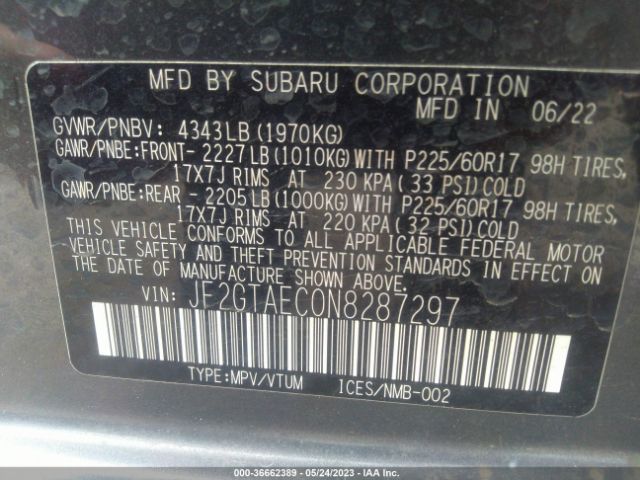 MFD BY SUBARU CORPORATION
MFD IN 06/22
GVWR/PNBV: 4343LB(1970KG)
GAWR/PNBE:FRONT- 2227LB(1010KG)WITH P225/60R17 98H TIRES,
17X7J RIMS AT 230 KPA( 33 PSI)COLD
GAWR/PNBE:REAR - 2205LB(1000KG)WITH P225/60R17 98H TIRES,
17X7J RIMS AT 220 KPA( 32 PSI)COLD
THIS VEHICLE CONFORMS TO ALL APPLICABLE FEDERAL MOTOR
VEHICLE SAFETY AND THEFT PREVENTION STANDARDS IN EFFECT ON
THE DATE OF MANUFACTURE SHOWN ABOVE.
VIN: JF2GTAEC0N8287297
TYPE:MPV/VTUM ICES/NMB-002
000-36662389 - 05/24/2023 - IAA Inc.